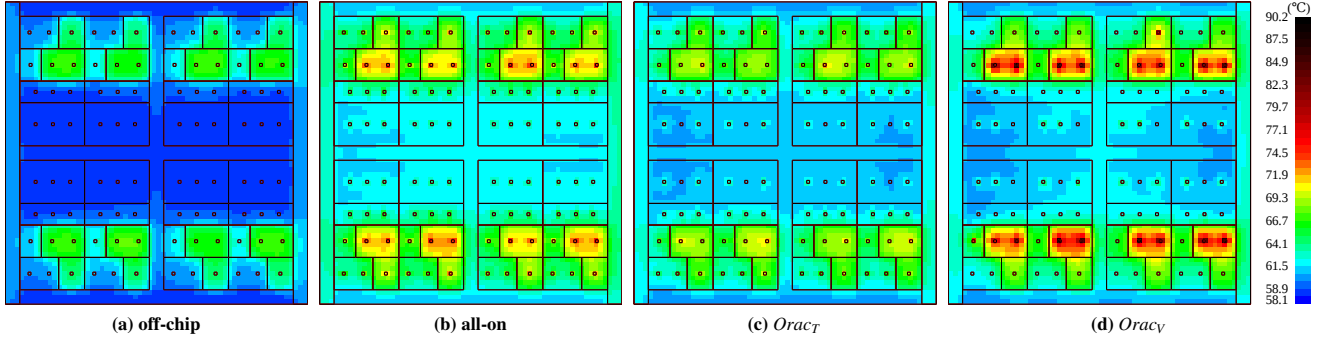 (°C)
90.2
87.5
84.9
82.3
79.7
77.1
74.5
71.9
69.3
66.7
64.1
61.5
58.9
58.1
(a) off-chip
(b) all-on
(c) OracT
(d) OracV